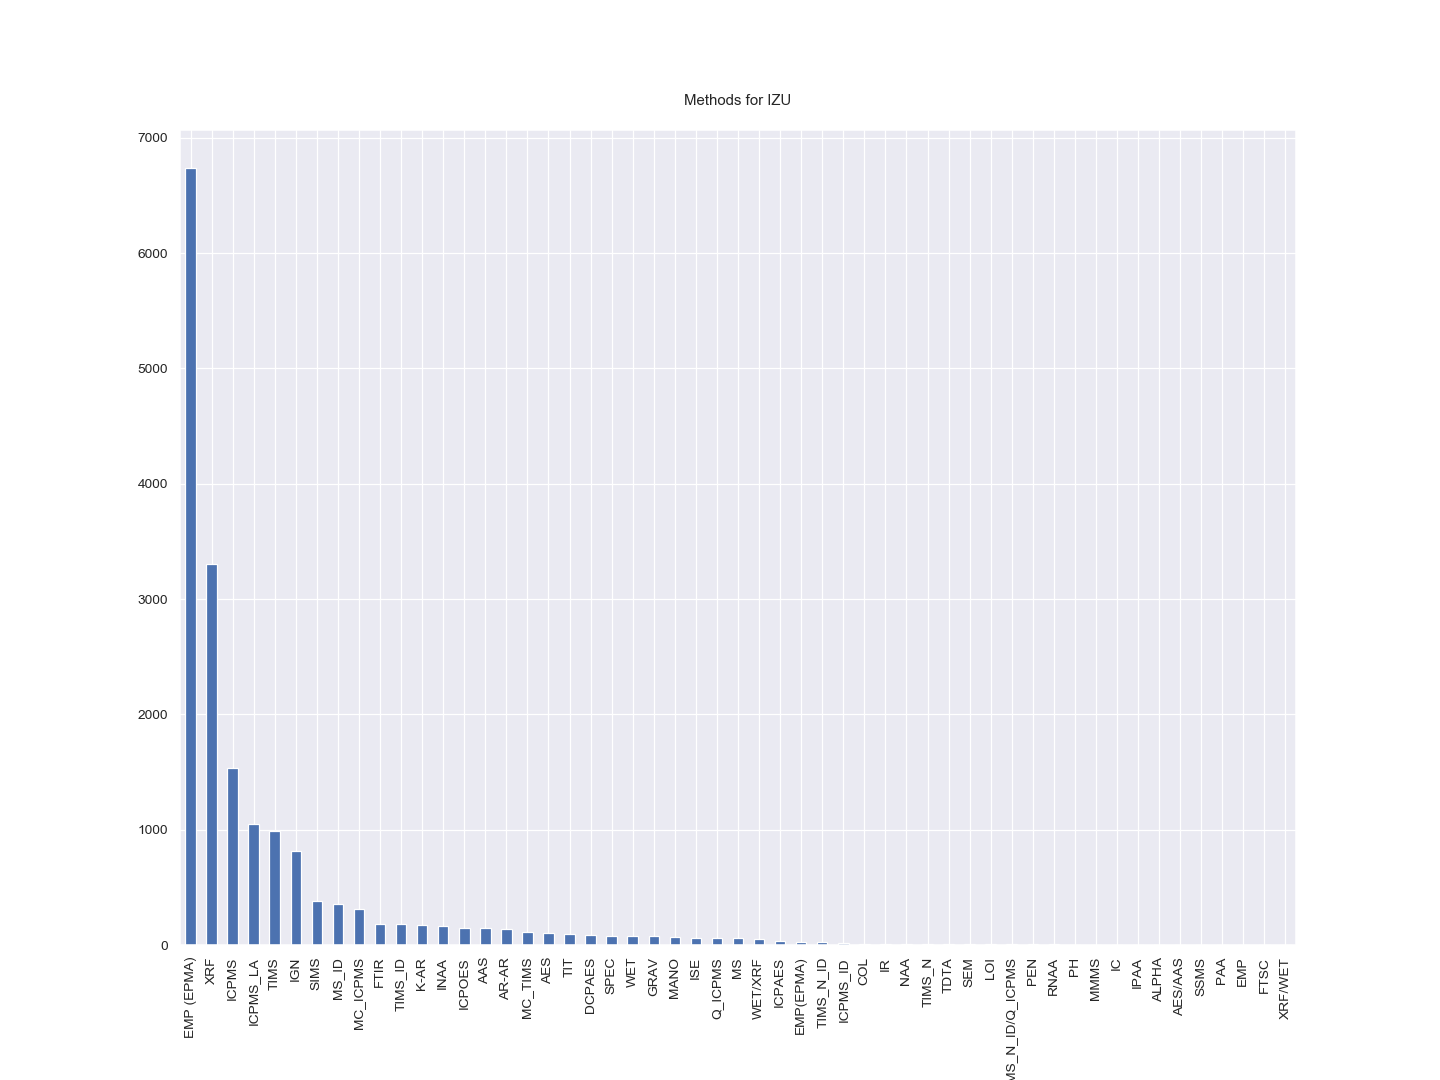 Methods for IZU
7000
6000
5000
4000
3000
2000
1000
0
EMP (EPMA)
XRF
ICPMS
ICPMS_LA
TIMS
IGN
SIMS
MS_ID
MC_ICPMS
FTIR
TIMS_ID
K-AR
INAA
ICPOES
AAS
AR-AR
MC_TIMS
AES
TIT
DCPAES
SPEC
WET
GRAV
MANO
ISE
Q_ICPMS
MS
WET/XRF
ICPAES
EMP(EPMA)
TIMS_N_ID
ICPMS_ID
COL
IR
NAA
TIMS_N
TDTA
SEM
LOI
MS_N_ID/Q_ICPMS
PEN
RNAA
PH
MIMMS
IC
IPAA
ALPHA
AES/AAS
SSMS
PAA
EMP
FTSC
XRF/WET